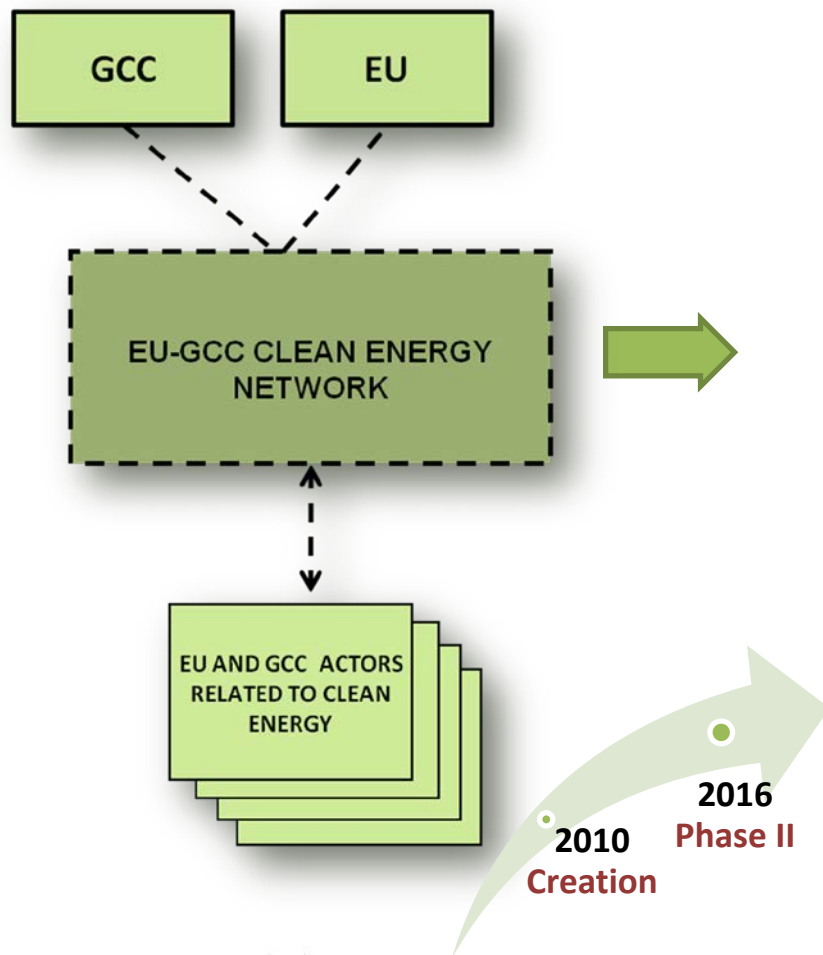 GCC
EU
EU-GCC CLEAN ENERGY
NETWORK
EU AND GCC ACTORS
RELATED TO CLEAN
ENERGY
2016
Phase II
2010
Creation